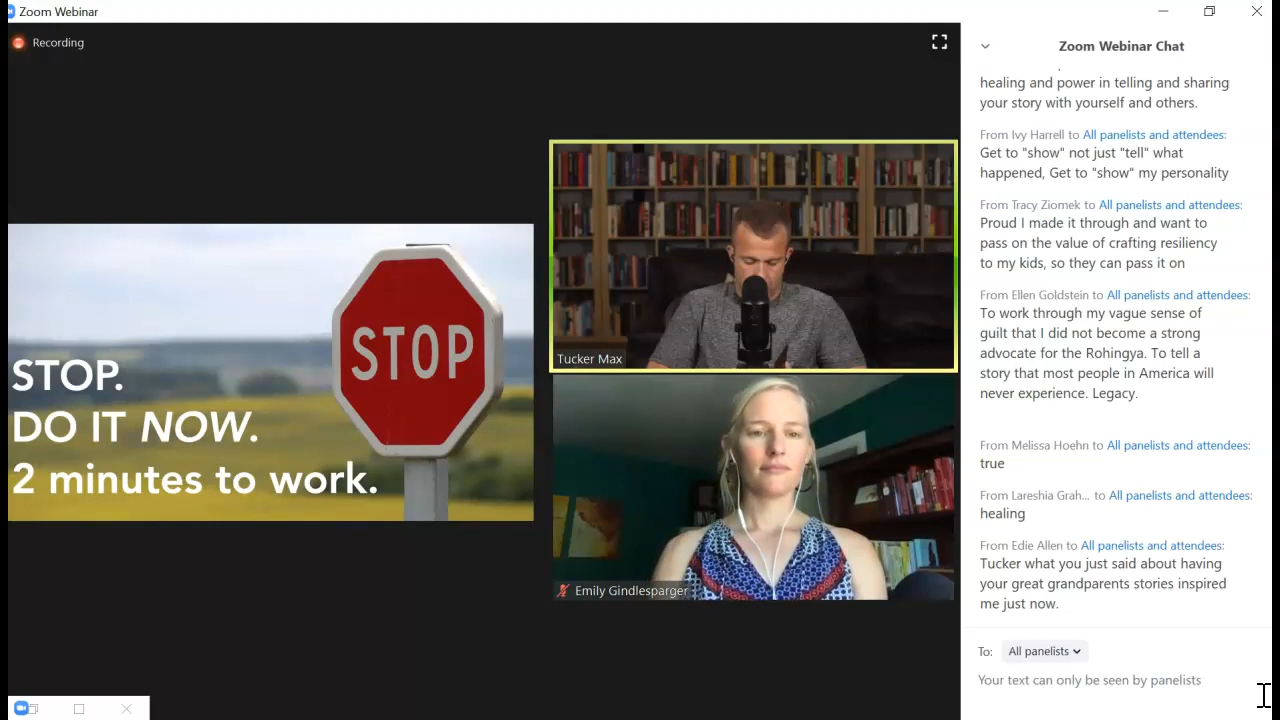 Zoom Webinar
Recording
STOP
STOP.
DO IT NOW.
2 minutes to work.
Tucker Max
Emily Gindlesparger
Zoom Webinar Chat
healing and power in telling and sharing
your story with yourself and others.
From Ivy Harrell to All panelists and attendees:
Get to "show" not just "tell" what
happened, Get to "show" my personality
From Tracy Ziomek to All panelists and attendees:
Proud I made it through and want to
pass on the value of crafting resiliency
to my kids, so they can pass it on
From Ellen Goldstein to All panelists and attendees:
To work through my vague sense of
guilt that I did not become a strong
advocate for the Rohingya. To tell a
story that most people in America will
never experience. Legacy.
From Melissa Hoehn to All panelists and attendees:
true
From Lareshia Grah... to All panelists and attendees:
healing
From Edie Allen to All panelists and attendees:
Tucker what you just said about having
your great grandparents stories inspired
me just now.
To: All panelists
Your text can only be seen by panelists